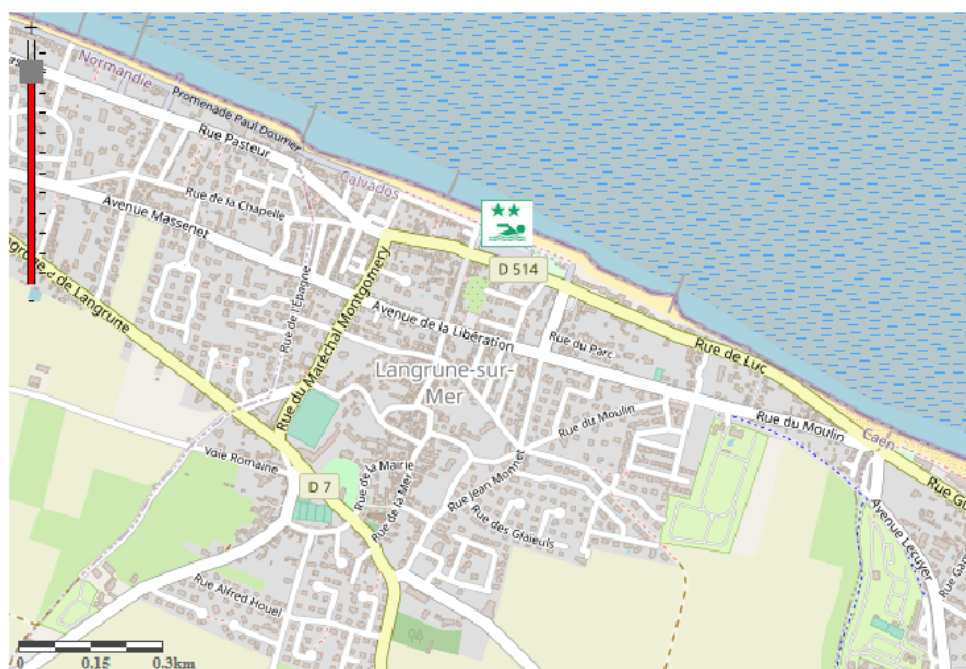 +
Normandie
Promenade Paul Doumer
Rue Pasteur
Calvados
Rue de la Chapelle
Avenue Massenet
D 514
Rue de l'Épagne
Rue du Maréchal Montgomery
Avenue de la Libération
Rue du Parc
Rue de Luc
Langrune-sur-
Mer
Rue du Moulin
Rue du Moulin
Caen
Voie Romaine
D 7
Rue de la Mairie
Rue de la Mer
Rue Jean Monnet
Rue des Glaïeuls
Avenue Lécuyer
Rue Alfred Houel
0 0.15 0.3km